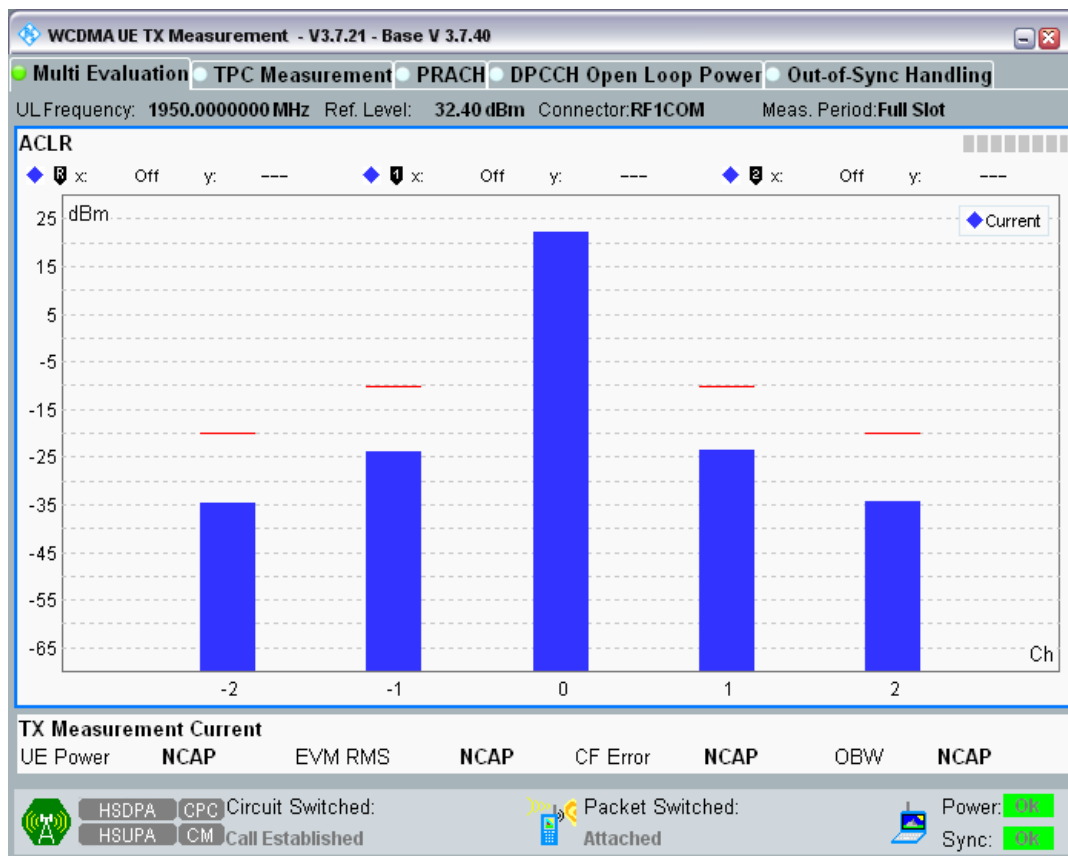 WCDMA UE TX Measurement - V3.7.21 - Base V 3.7.40
Multi Evaluation TPC Measurement PRACH DPCCH Open Loop Power Out-of-Sync Handling
UL Frequency: 1950.0000000 MHz Ref. Level: 32.40 dBm Connector:RF1COM Meas. Period:Full Slot
ACLR
R x: Off y: --- 1 x: Off y: --- 2 x: Off y: ---
dBm
Current
25
15
5
-5
-15
-25
-35
-45
-55
-65
Ch
-2 -1 0 1 2
TX Measurement Current
UE Power NCAP EVM RMS NCAP CF Error NCAP OBW NCAP
HSDPA CPC Circuit Switched: Packet Switched: Power: OK
HSUPA CM Call Established Attached Sync: OK